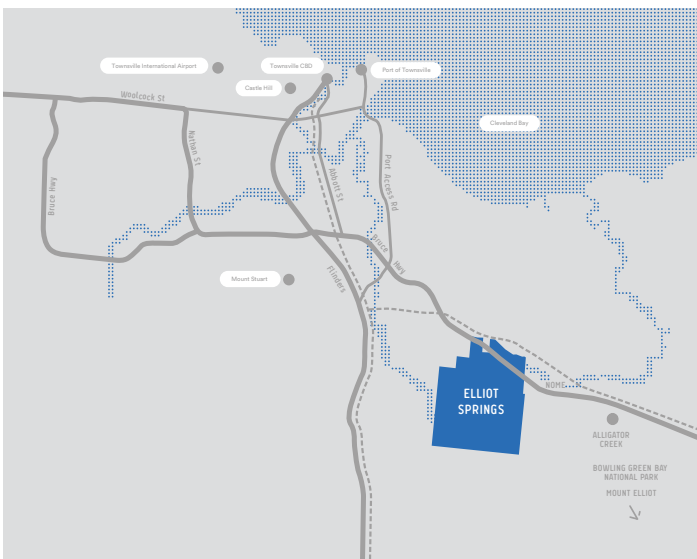 Townsville International Airport
Townsville CBD
Port of Townsville
Castle Hill
Woolcock St
Cleveland Bay
Nathan St
Abbott St
Port Access Rd
Bruce Hwy
Bruce Hwy
Mount Stuart
Flinders
NOME
ELLIOT
SPRINGS
ALLIGATOR
CREEK
BOWLING GREEN BAY
NATIONAL PARK
MOUNT ELLIOT